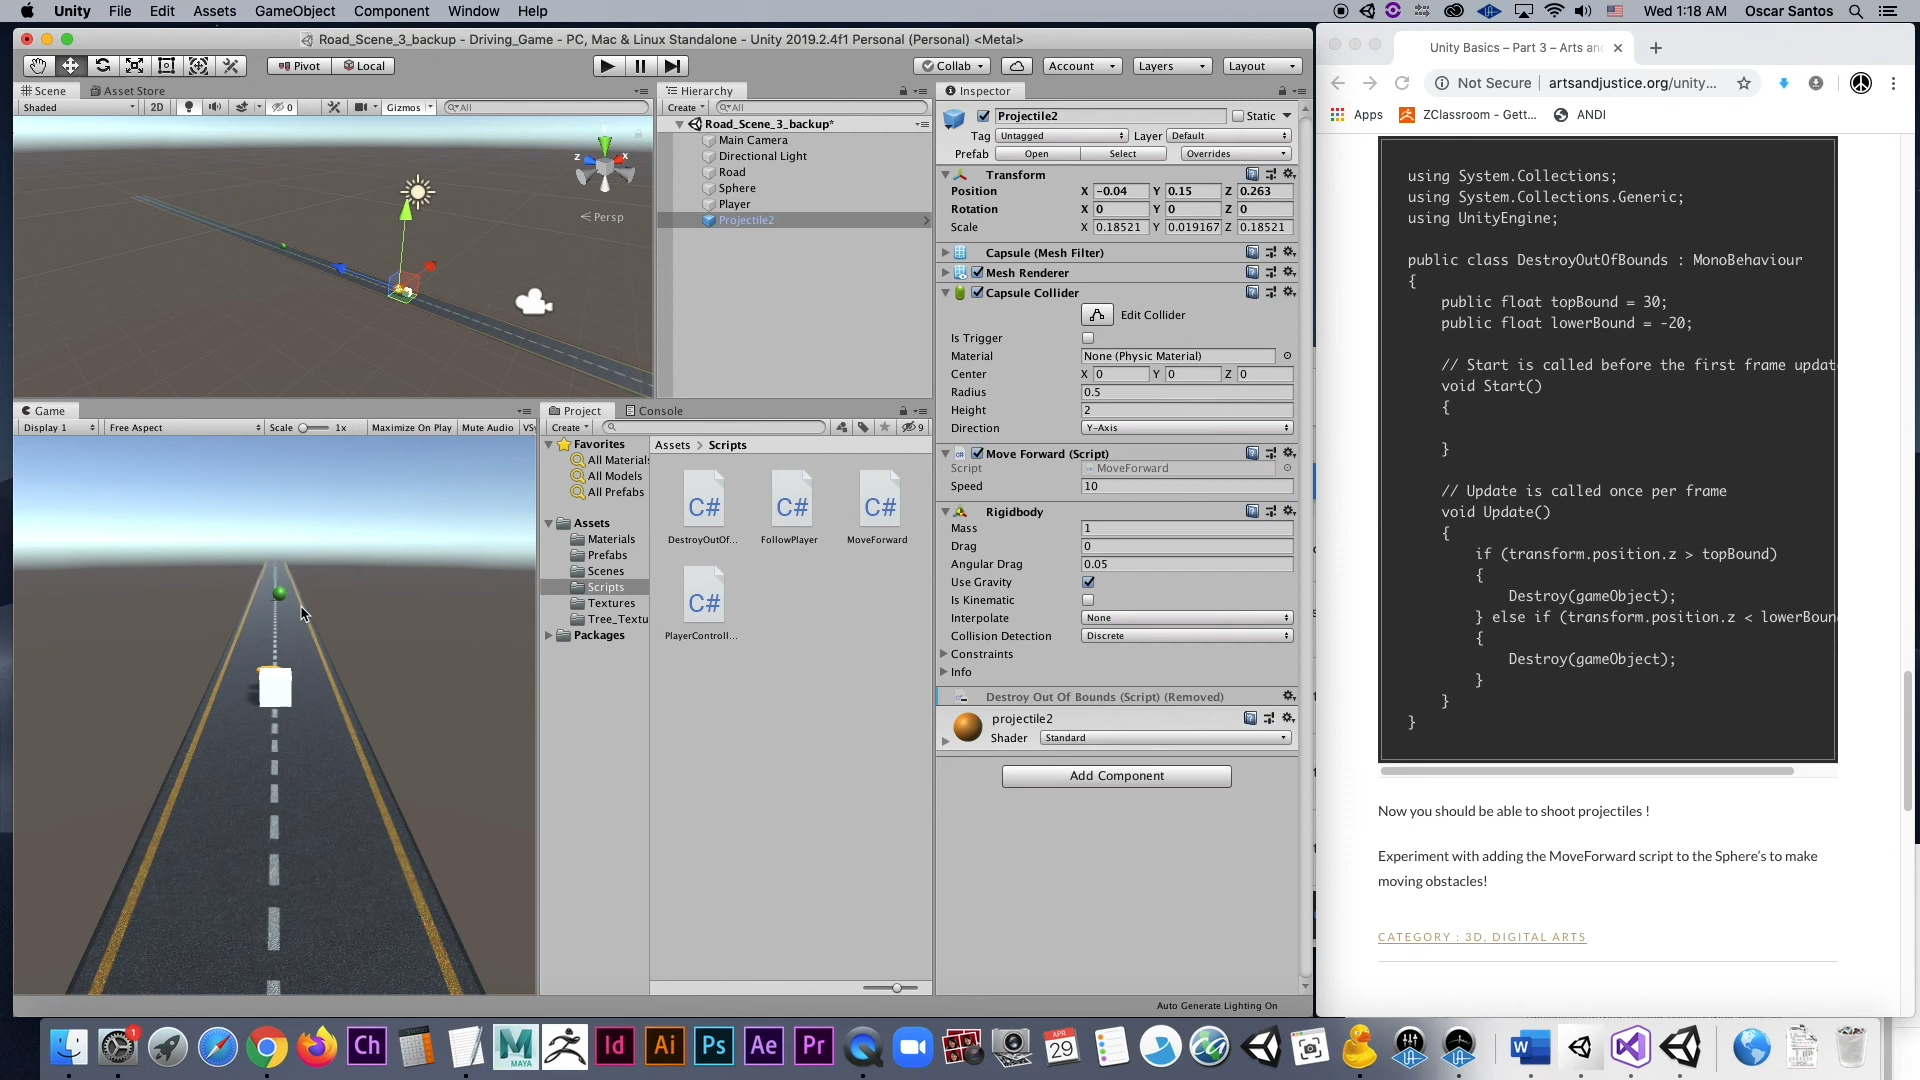 Unity File Edit Assets GameObject Component Window Help
Wed 1:18 AM Oscar Santos
Road_Scene_3_backup - Driving_Game - PC, Mac & Linux Standalone - Unity 2019.2.4f1 Personal (Personal) <Metal>
Pivot Local Collab Account Layers Layout
Scene Asset Store
Shaded 2D 0 Gizmos All
Persp
z x
Hierarchy
Create All
Road_Scene_3_backup*
Main Camera
Directional Light
Road
Sphere
Player
Projectile2
Game
Display 1 Free Aspect Scale 1x Maximize On Play Mute Audio VS
Project Console
Create 9
Favorites
All Materials
All Models
All Prefabs
Assets
Materials
Prefabs
Scenes
Scripts
Textures
Tree_Textu
Packages
Assets > Scripts
C# C# C#
DestroyOutOf... FollowPlayer MoveForward
C#
PlayerControll...
Inspector
Projectile2 Static
Tag Untagged Layer Default
Prefab Open Select Overrides
Transform
Position X -0.04 Y 0.15 Z 0.263
Rotation X 0 Y 0 Z 0
Scale X 0.18521 Y 0.019167 Z 0.18521
Capsule (Mesh Filter)
Mesh Renderer
Capsule Collider
Edit Collider
Is Trigger
Material None (Physic Material)
Center X 0 Y 0 Z 0
Radius 0.5
Height 2
Direction Y-Axis
Move Forward (Script)
Script MoveForward
Speed 10
Rigidbody
Mass 1
Drag 0
Angular Drag 0.05
Use Gravity
Is Kinematic
Interpolate None
Collision Detection Discrete
Constraints
Info
Destroy Out Of Bounds (Script) (Removed)
projectile2
Shader Standard
Add Component
Auto Generate Lighting On
Unity Basics – Part 3 – Arts an
Not Secure artsandjustice.org/unity...
Apps ZClassroom - Gett... ANDI
using System.Collections;
using System.Collections.Generic;
using UnityEngine;
public class DestroyOutOfBounds : MonoBehaviour
{
public float topBound = 30;
public float lowerBound = -20;
// Start is called before the first frame updat
void Start()
{
}
// Update is called once per frame
void Update()
{
if (transform.position.z > topBound)
{
Destroy(gameObject);
} else if (transform.position.z < lowerBoun
{
Destroy(gameObject);
}
}
}
Now you should be able to shoot projectiles !
Experiment with adding the MoveForward script to the Sphere's to make
moving obstacles!
CATEGORY : 3D, DIGITAL ARTS
1 Ch MAYA Id Ai Ps Ae Pr APR 29 W